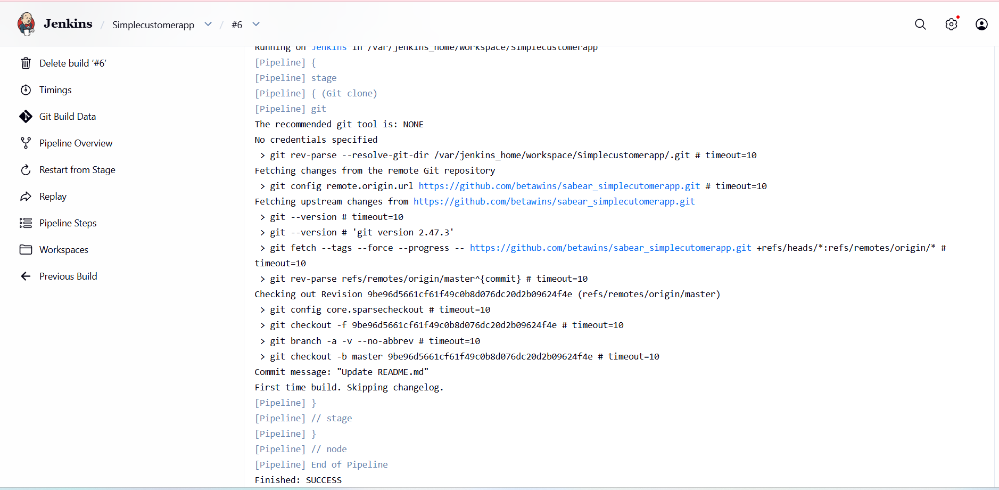 Jenkins / Simplecustomerapp / #6
Delete build ‘#6’
Timings
Git Build Data
Pipeline Overview
Restart from Stage
Replay
Pipeline Steps
Workspaces
Previous Build
Running on Jenkins in /var/jenkins_home/workspace/Simplecustomerapp
[Pipeline] {
[Pipeline] stage
[Pipeline] { (Git clone)
[Pipeline] git
The recommended git tool is: NONE
No credentials specified
> git rev-parse --resolve-git-dir /var/jenkins_home/workspace/Simplecustomerapp/.git # timeout=10
Fetching changes from the remote Git repository
> git config remote.origin.url https://github.com/betawins/sabear_simplecutomerapp.git # timeout=10
Fetching upstream changes from https://github.com/betawins/sabear_simplecutomerapp.git
> git --version # timeout=10
> git --version # 'git version 2.47.3'
> git fetch --tags --force --progress -- https://github.com/betawins/sabear_simplecutomerapp.git +refs/heads/*:refs/remotes/origin/* #
timeout=10
> git rev-parse refs/remotes/origin/master^{commit} # timeout=10
Checking out Revision 9be96d5661cf61f49c0b8d076dc20d2b09624f4e (refs/remotes/origin/master)
> git config core.sparsecheckout # timeout=10
> git checkout -f 9be96d5661cf61f49c0b8d076dc20d2b09624f4e # timeout=10
> git branch -a -v --no-abbrev # timeout=10
> git checkout -b master 9be96d5661cf61f49c0b8d076dc20d2b09624f4e # timeout=10
Commit message: "Update README.md"
First time build. Skipping changelog.
[Pipeline] }
[Pipeline] // stage
[Pipeline] }
[Pipeline] // node
[Pipeline] End of Pipeline
Finished: SUCCESS